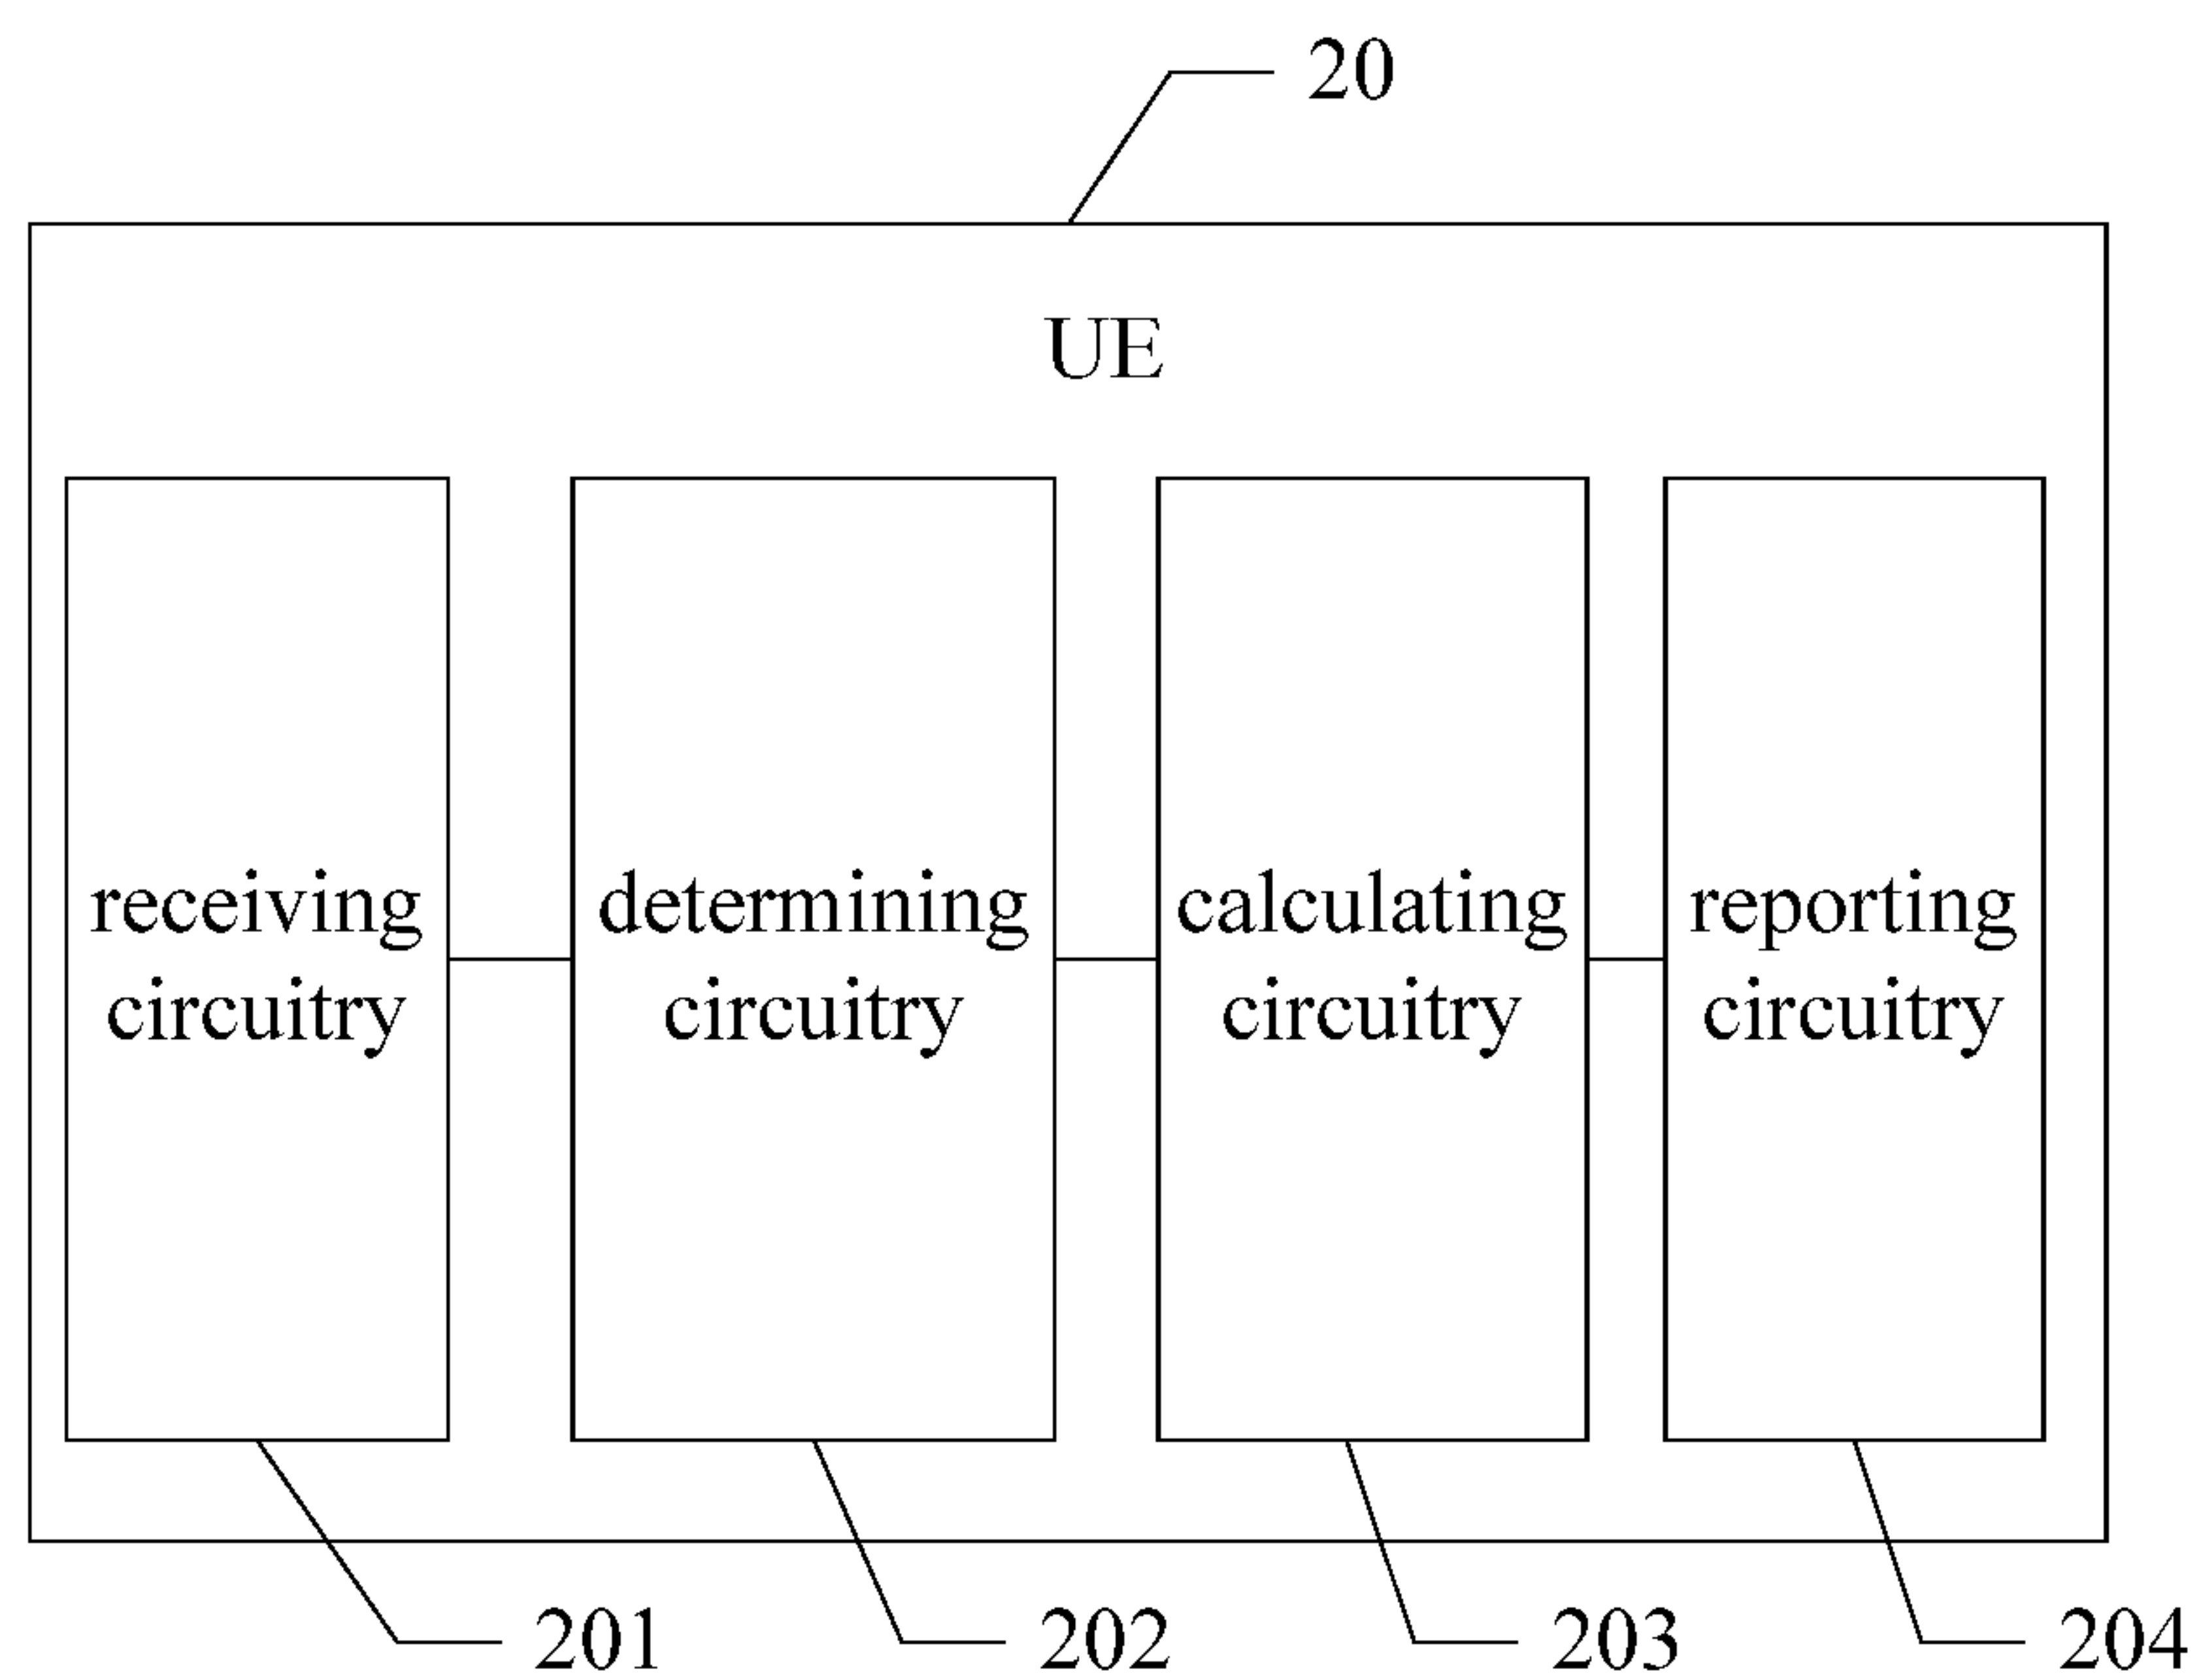 20
UE
receiving
circuitry
determining
circuitry
calculating
circuitry
reporting
circuitry
201
202
203
204